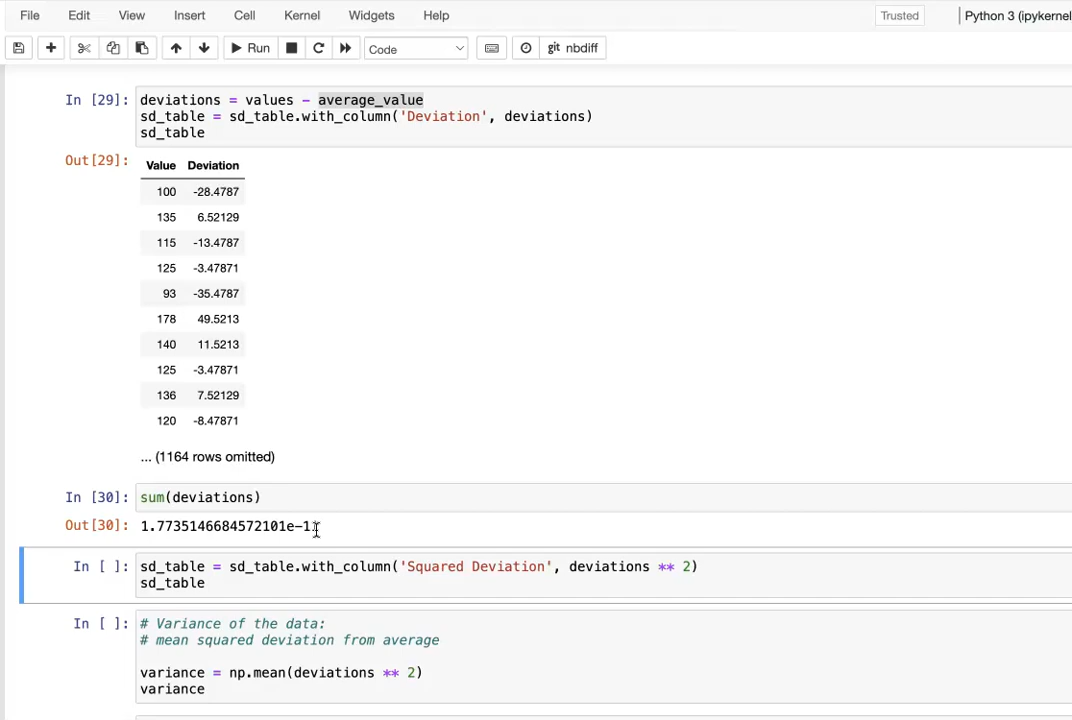 File Edit View Insert Cell Kernel Widgets Help Trusted Python 3 (ipykernel
Run Code git nbdiff
In [29]: deviations = values - average_value
sd_table = sd_table.with_column('Deviation', deviations)
sd_table
Out[29]: Value Deviation
100 -28.4787
135 6.52129
115 -13.4787
125 -3.47871
93 -35.4787
178 49.5213
140 11.5213
125 -3.47871
136 7.52129
120 -8.47871
... (1164 rows omitted)
In [30]: sum(deviations)
Out[30]: 1.7735146684572101e-1
In [ ]: sd_table = sd_table.with_column('Squared Deviation', deviations ** 2)
sd_table
In [ ]: # Variance of the data:
# mean squared deviation from average
variance = np.mean(deviations ** 2)
variance